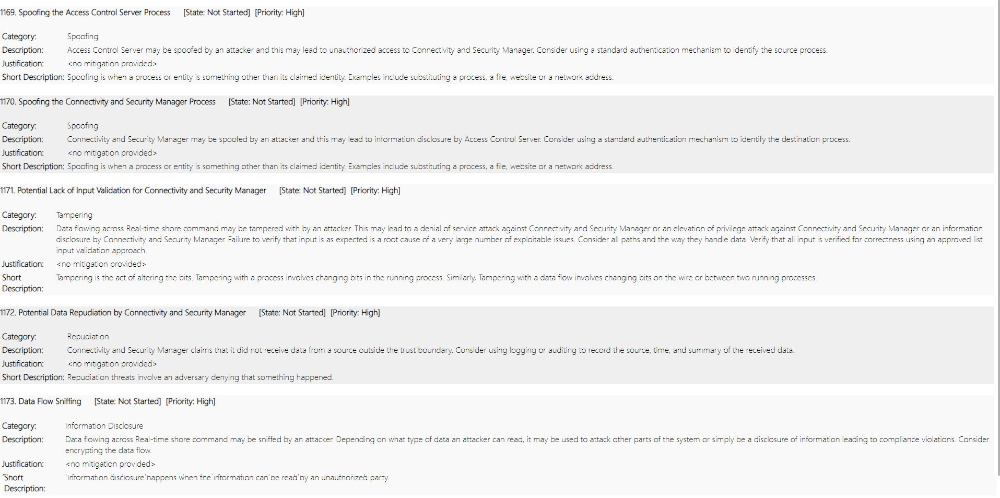 1169. Spoofing the Access Control Server Process [State: Not Started] [Priority: High]
Category: Spoofing
Description: Access Control Server may be spoofed by an attacker and this may lead to unauthorized access to Connectivity and Security Manager. Consider using a standard authentication mechanism to identify the source process.
Justification: <no mitigation provided>
Short Description: Spoofing is when a process or entity is something other than its claimed identity. Examples include substituting a process, a file, website or a network address.
1170. Spoofing the Connectivity and Security Manager Process [State: Not Started] [Priority: High]
Category: Spoofing
Description: Connectivity and Security Manager may be spoofed by an attacker and this may lead to information disclosure by Access Control Server. Consider using a standard authentication mechanism to identify the destination process.
Justification: <no mitigation provided>
Short Description: Spoofing is when a process or entity is something other than its claimed identity. Examples include substituting a process, a file, website or a network address.
1171. Potential Lack of Input Validation for Connectivity and Security Manager [State: Not Started] [Priority: High]
Category: Tampering
Description: Data flowing across Real-time shore command may be tampered with by an attacker. This may lead to a denial of service attack against Connectivity and Security Manager or an elevation of privilege attack against Connectivity and Security Manager or an information
disclosure by Connectivity and Security Manager. Failure to verify that input is as expected is a root cause of a very large number of exploitable issues. Consider all paths and the way they handle data. Verify that all input is verified for correctness using an approved list
input validation approach.
Justification: <no mitigation provided>
Short Tampering is the act of altering the bits. Tampering with a process involves changing bits in the running process. Similarly, Tampering with a data flow involves changing bits on the wire or between two running processes.
Description:
1172. Potential Data Repudiation by Connectivity and Security Manager [State: Not Started] [Priority: High]
Category: Repudiation
Description: Connectivity and Security Manager claims that it did not receive data from a source outside the trust boundary. Consider using logging or auditing to record the source, time, and summary of the received data.
Justification: <no mitigation provided>
Short Description: Repudiation threats involve an adversary denying that something happened.
1173. Data Flow Sniffing [State: Not Started] [Priority: High]
Category: Information Disclosure
Description: Data flowing across Real-time shore command may be sniffed by an attacker. Depending on what type of data an attacker can read, it may be used to attack other parts of the system or simply be a disclosure of information leading to compliance violations. Consider
encrypting the data flow.
Justification: <no mitigation provided>
Short Information disclosure happens when the information can be read by an unauthorized party.
Description: